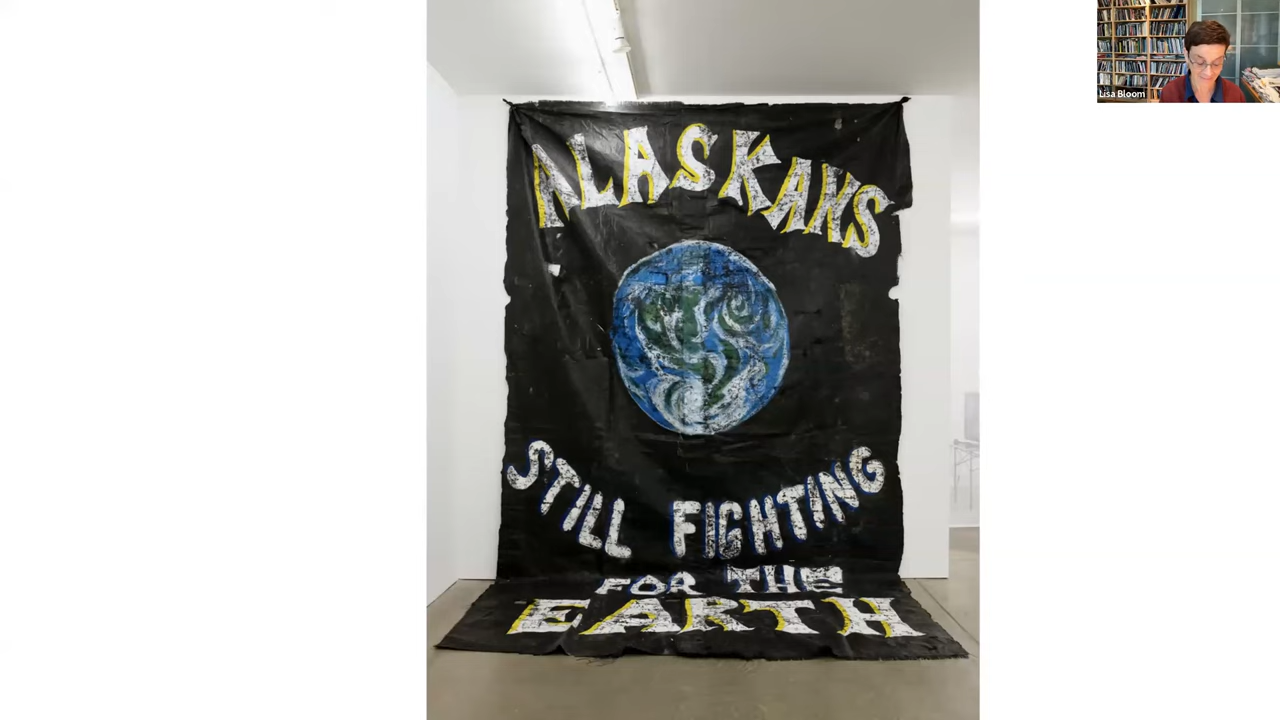 ALASKANS
STILL FIGHTING
FOR THE
EARTH
Lisa Bloom